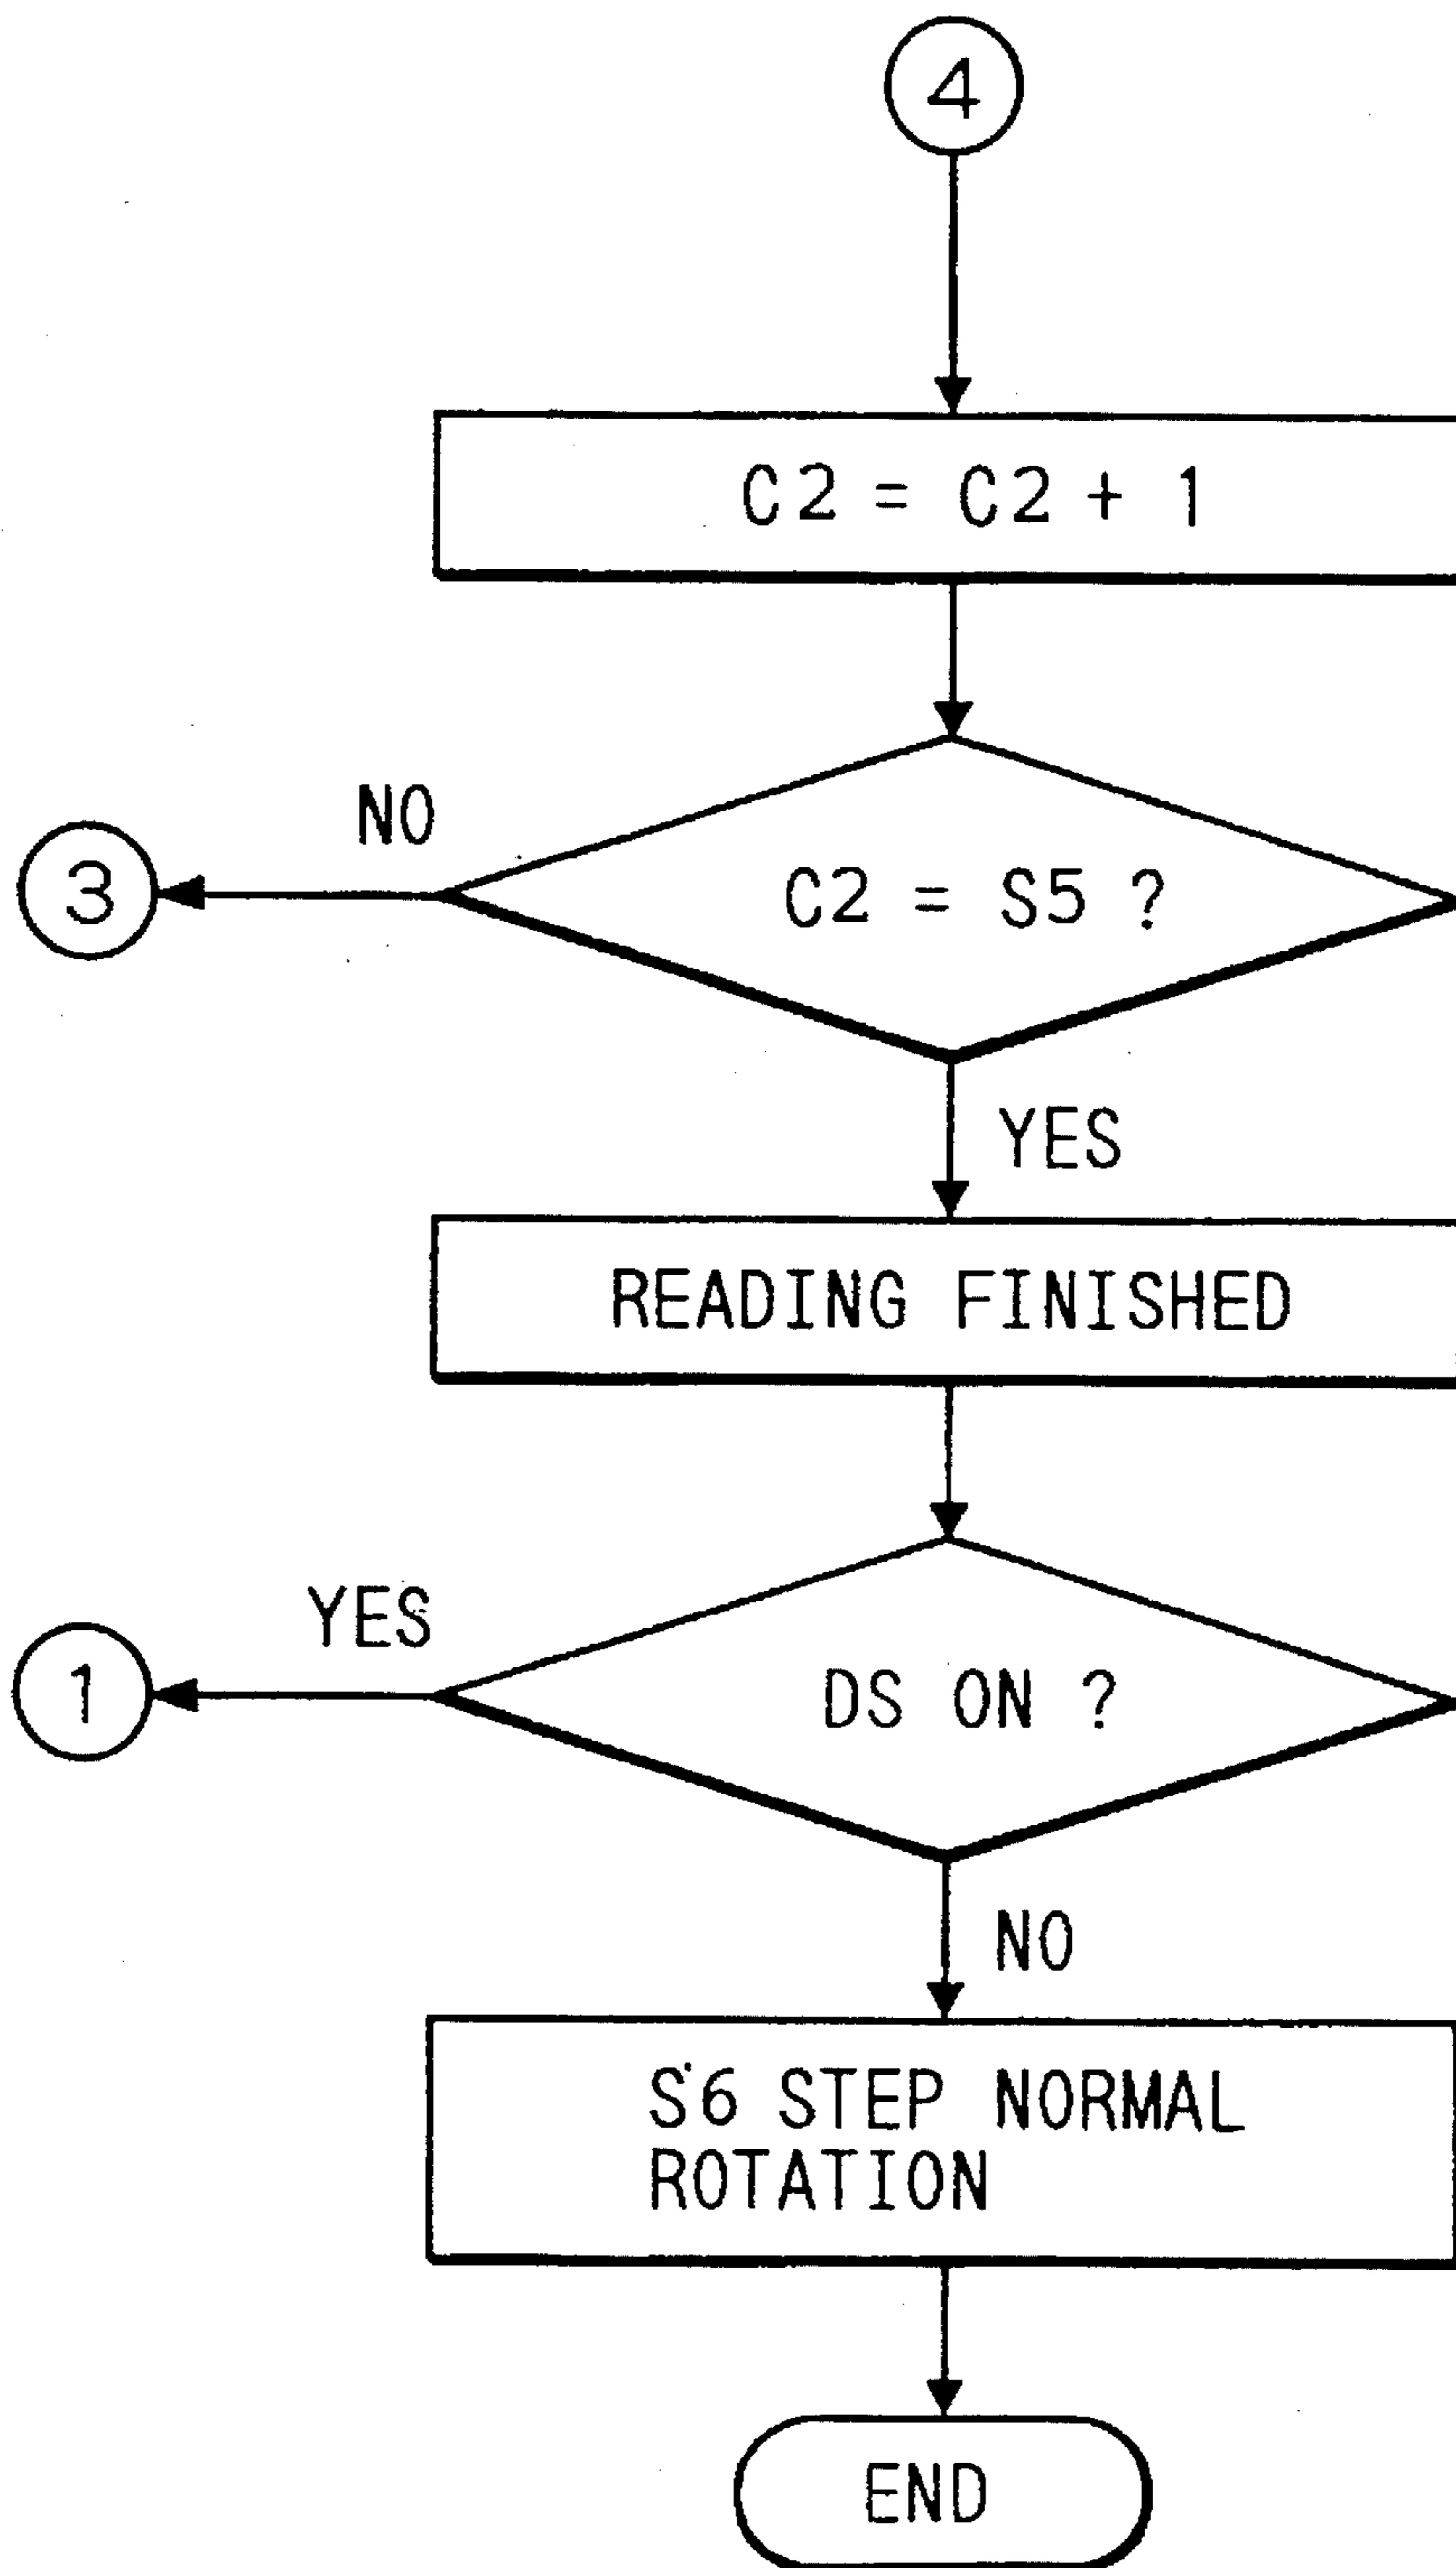 4
C2 = C2 + 1
NO
3
C2 = S5 ?
YES
READING FINISHED
YES
1
DS ON ?
NO
S6 STEP NORMAL
ROTATION
END